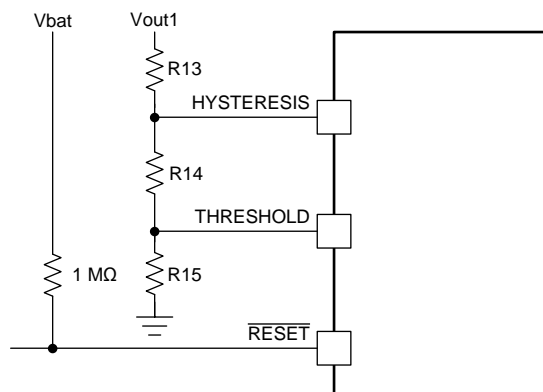 Vbat
Vout1
R13
HYSTERESIS
R14
THRESHOLD
R15
1 MΩ
RESET